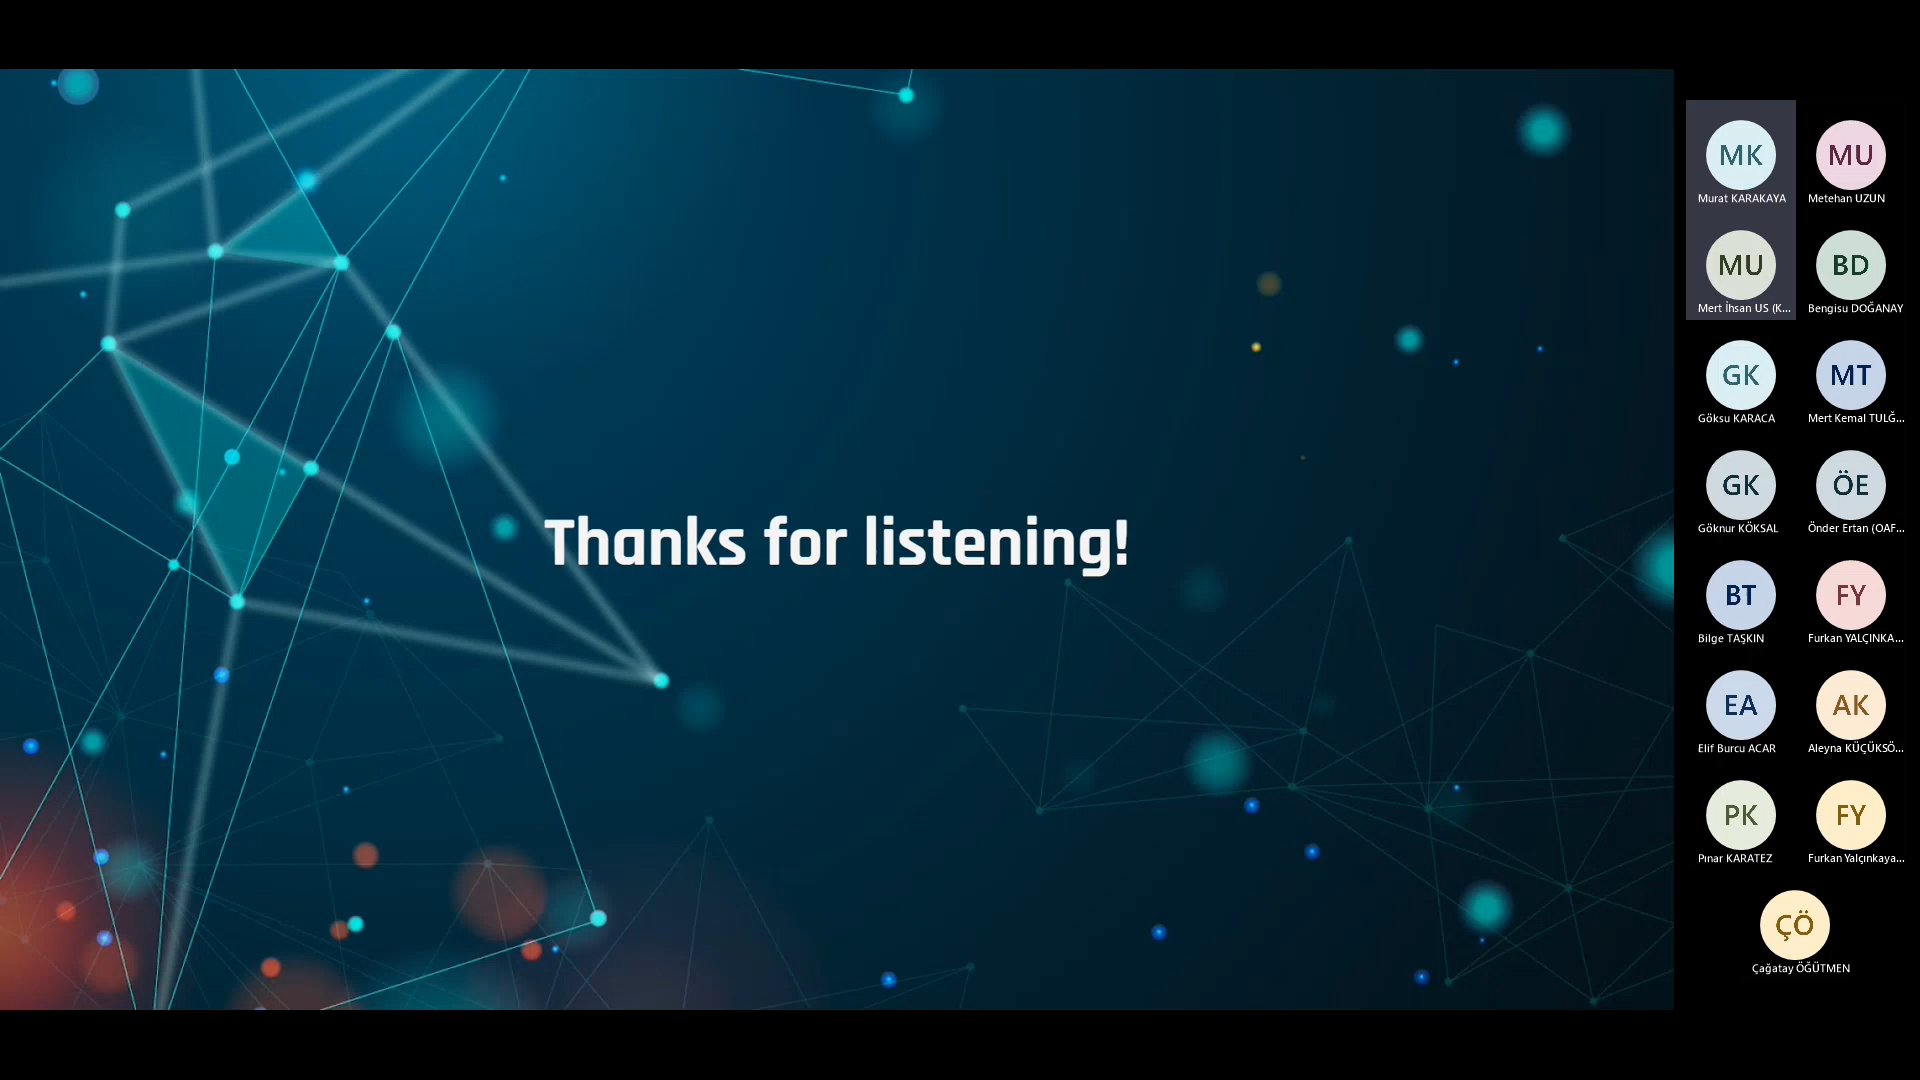 Thanks for listening!
MK
Murat KARAKAYA
MU
Metehan UZUN
MU
Mert İhsan US (K...
BD
Bengisu DOĞANAY
GK
Göksu KARACA
MT
Mert Kemal TULĞ...
GK
Göknur KÖKSAL
ÖE
Önder Ertan (OAF...
BT
Bilge TAŞKIN
FY
Furkan YALÇINKA...
EA
Elif Burcu ACAR
AK
Aleyna KÜÇÜKSÖ...
PK
Pınar KARATEZ
FY
Furkan Yalçınkaya...
ÇÖ
Çağatay ÖĞÜTMEN